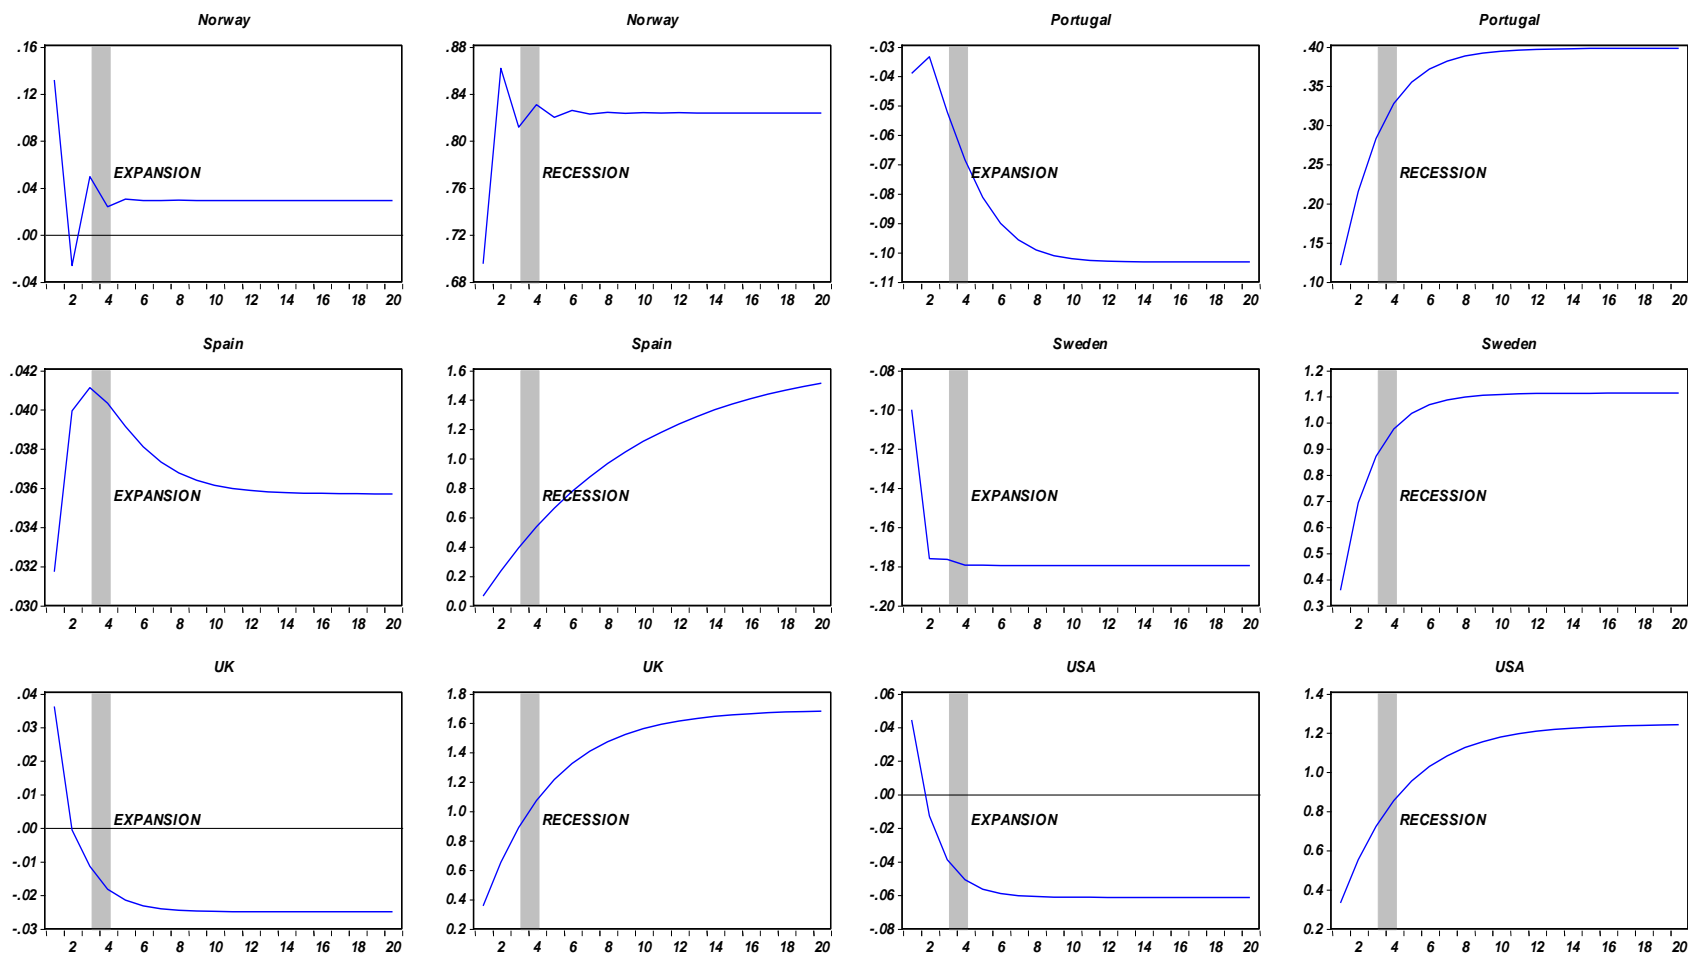 Norway
.16
.12
.08
.04
.00
-.04
EXPANSION
2 4 6 8 10 12 14 16 18 20
Norway
.88
.84
.80
.76
.72
.68
RECESSION
2 4 6 8 10 12 14 16 18 20
Portugal
-.03
-.04
-.05
-.06
-.07
-.08
-.09
-.10
-.11
EXPANSION
2 4 6 8 10 12 14 16 18 20
Portugal
.40
.35
.30
.25
.20
.15
.10
RECESSION
2 4 6 8 10 12 14 16 18 20
Spain
.042
.040
.038
.036
.034
.032
.030
EXPANSION
2 4 6 8 10 12 14 16 18 20
Spain
1.6
1.4
1.2
1.0
0.8
0.6
0.4
0.2
0.0
RECESSION
2 4 6 8 10 12 14 16 18 20
Sweden
-.08
-.10
-.12
-.14
-.16
-.18
-.20
EXPANSION
2 4 6 8 10 12 14 16 18 20
Sweden
1.2
1.1
1.0
0.9
0.8
0.7
0.6
0.5
0.4
0.3
RECESSION
2 4 6 8 10 12 14 16 18 20
UK
.04
.03
.02
.01
.00
-.01
-.02
-.03
EXPANSION
2 4 6 8 10 12 14 16 18 20
UK
1.8
1.6
1.4
1.2
1.0
0.8
0.6
0.4
0.2
RECESSION
2 4 6 8 10 12 14 16 18 20
USA
.06
.04
.02
.00
-.02
-.04
-.06
-.08
EXPANSION
2 4 6 8 10 12 14 16 18 20
USA
1.4
1.2
1.0
0.8
0.6
0.4
0.2
RECESSION
2 4 6 8 10 12 14 16 18 20